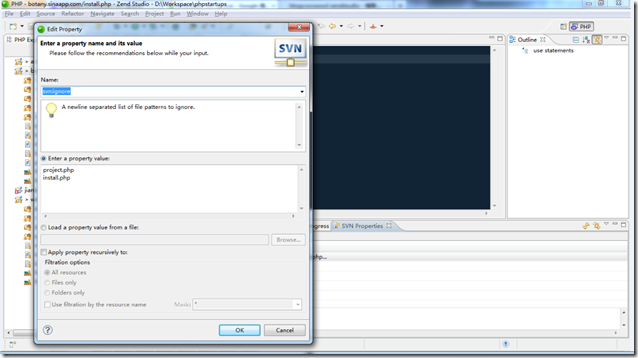 PHP - botany.sinaapp.com/install.php - Zend Studio - D:\Workspace\phpstartups
File Edit Source Refactor Navigate Search Project Run Window Help
PHP
PHP Ex
Outline
use statements
Edit Property
Enter a property name and its value
Please follow the recommendations below while your input.
SVN
Name:
svn:ignore
A newline separated list of file patterns to ignore.
Enter a property value:
project.php
install.php
Load a property value from a file:
Browse...
Apply property recursively to:
Filtration options
All resources
Files only
Folders only
Use filtration by the resource name
Mask: *
OK
Cancel
rogress
SVN Properties
php...